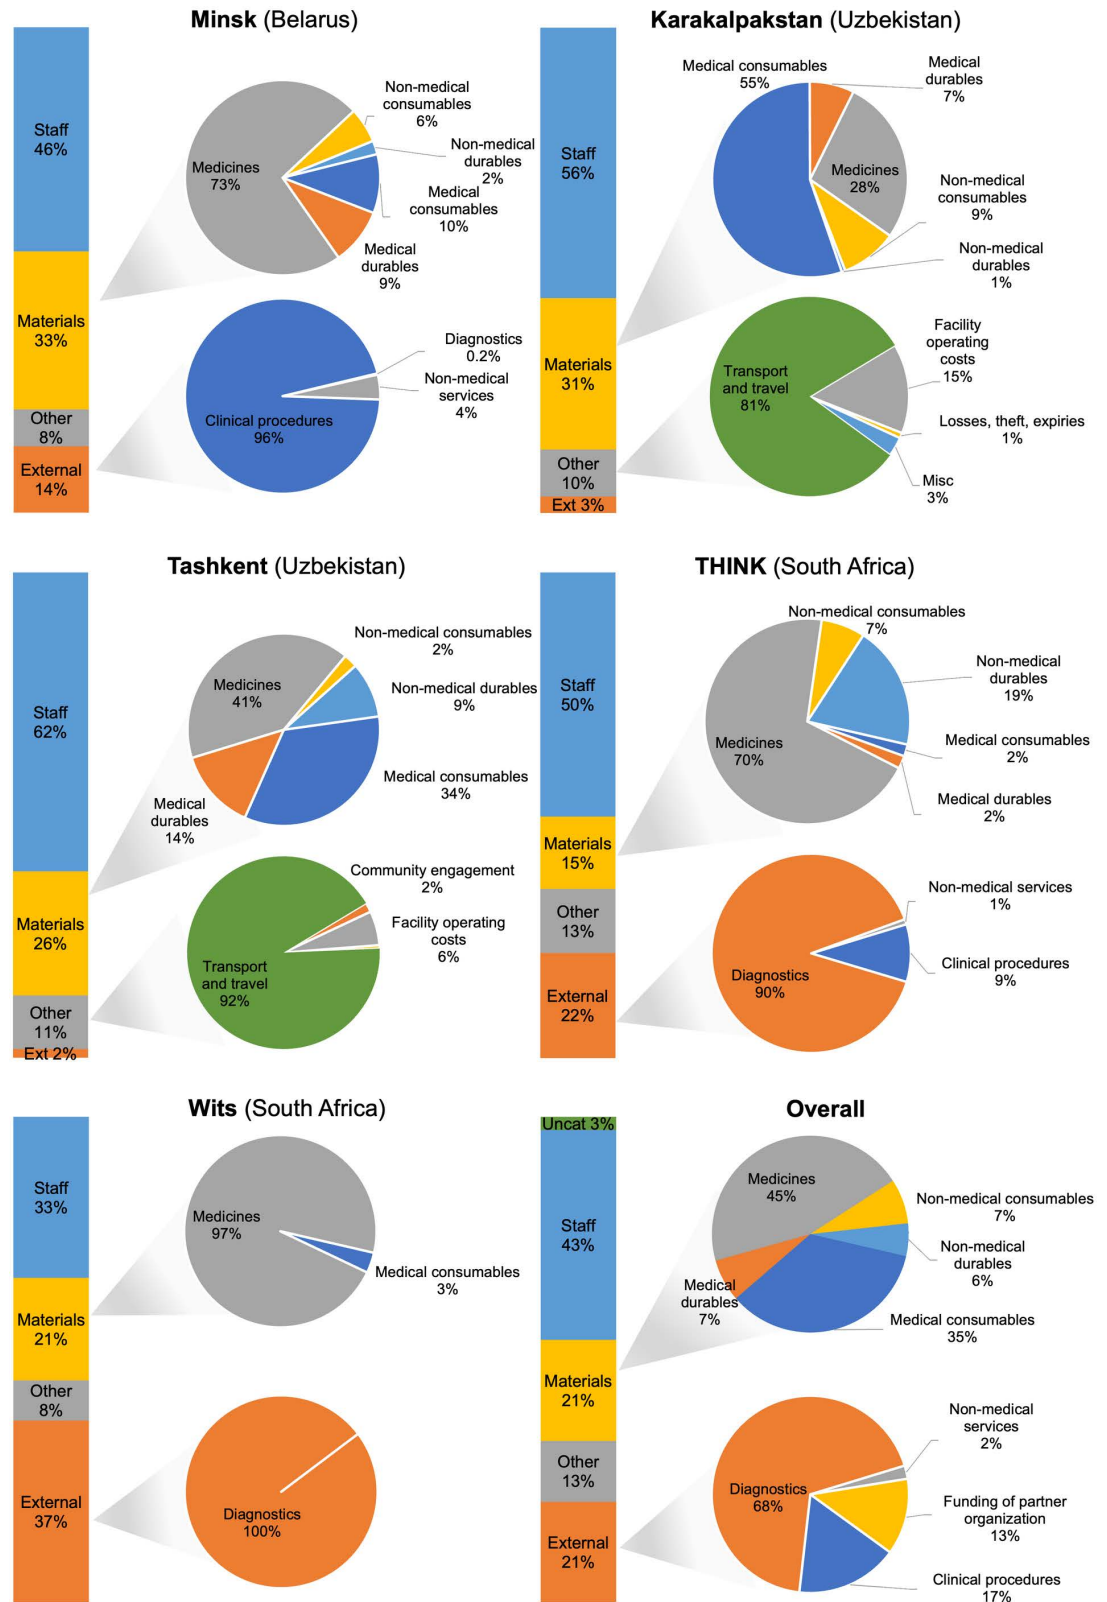 Minsk (Belarus)
Staff
46%
Materials
33%
Other
8%
External
14%
Medicines
73%
Non-medical
consumables
6%
Non-medical
durables
2%
Medical
consumables
10%
Medical
durables
9%
Clinical procedures
96%
Diagnostics
0.2%
Non-medical
services
4%
Karakalpakstan (Uzbekistan)
Staff
56%
Materials
31%
Other
10%
Ext 3%
Medical consumables
55%
Medical
durables
7%
Medicines
28%
Non-medical
consumables
9%
Non-medical
durables
1%
Transport
and travel
81%
Facility
operating
costs
15%
Losses, theft, expiries
1%
Misc
3%
Tashkent (Uzbekistan)
Staff
62%
Materials
26%
Other
11%
Ext 2%
Medicines
41%
Non-medical consumables
2%
Non-medical durables
9%
Medical consumables
34%
Medical
durables
14%
Community engagement
2%
Facility operating
costs
6%
Transport
and travel
92%
THINK (South Africa)
Staff
50%
Materials
15%
Other
13%
External
22%
Non-medical consumables
7%
Non-medical
durables
19%
Medicines
70%
Medical consumables
2%
Medical durables
2%
Non-medical services
1%
Clinical procedures
9%
Diagnostics
90%
Wits (South Africa)
Staff
33%
Materials
21%
Other
8%
External
37%
Medicines
97%
Medical consumables
3%
Diagnostics
100%
Overall
Uncat 3%
Staff
43%
Materials
21%
Other
13%
External
21%
Medicines
45%
Non-medical consumables
7%
Non-medical
durables
6%
Medical
durables
7%
Medical consumables
35%
Non-medical
services
2%
Diagnostics
68%
Funding of partner
organization
13%
Clinical procedures
17%